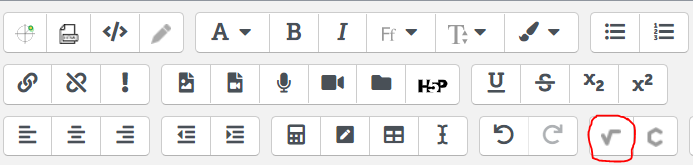 </> A B I Ff T
! H5P U S x₂ x²
C